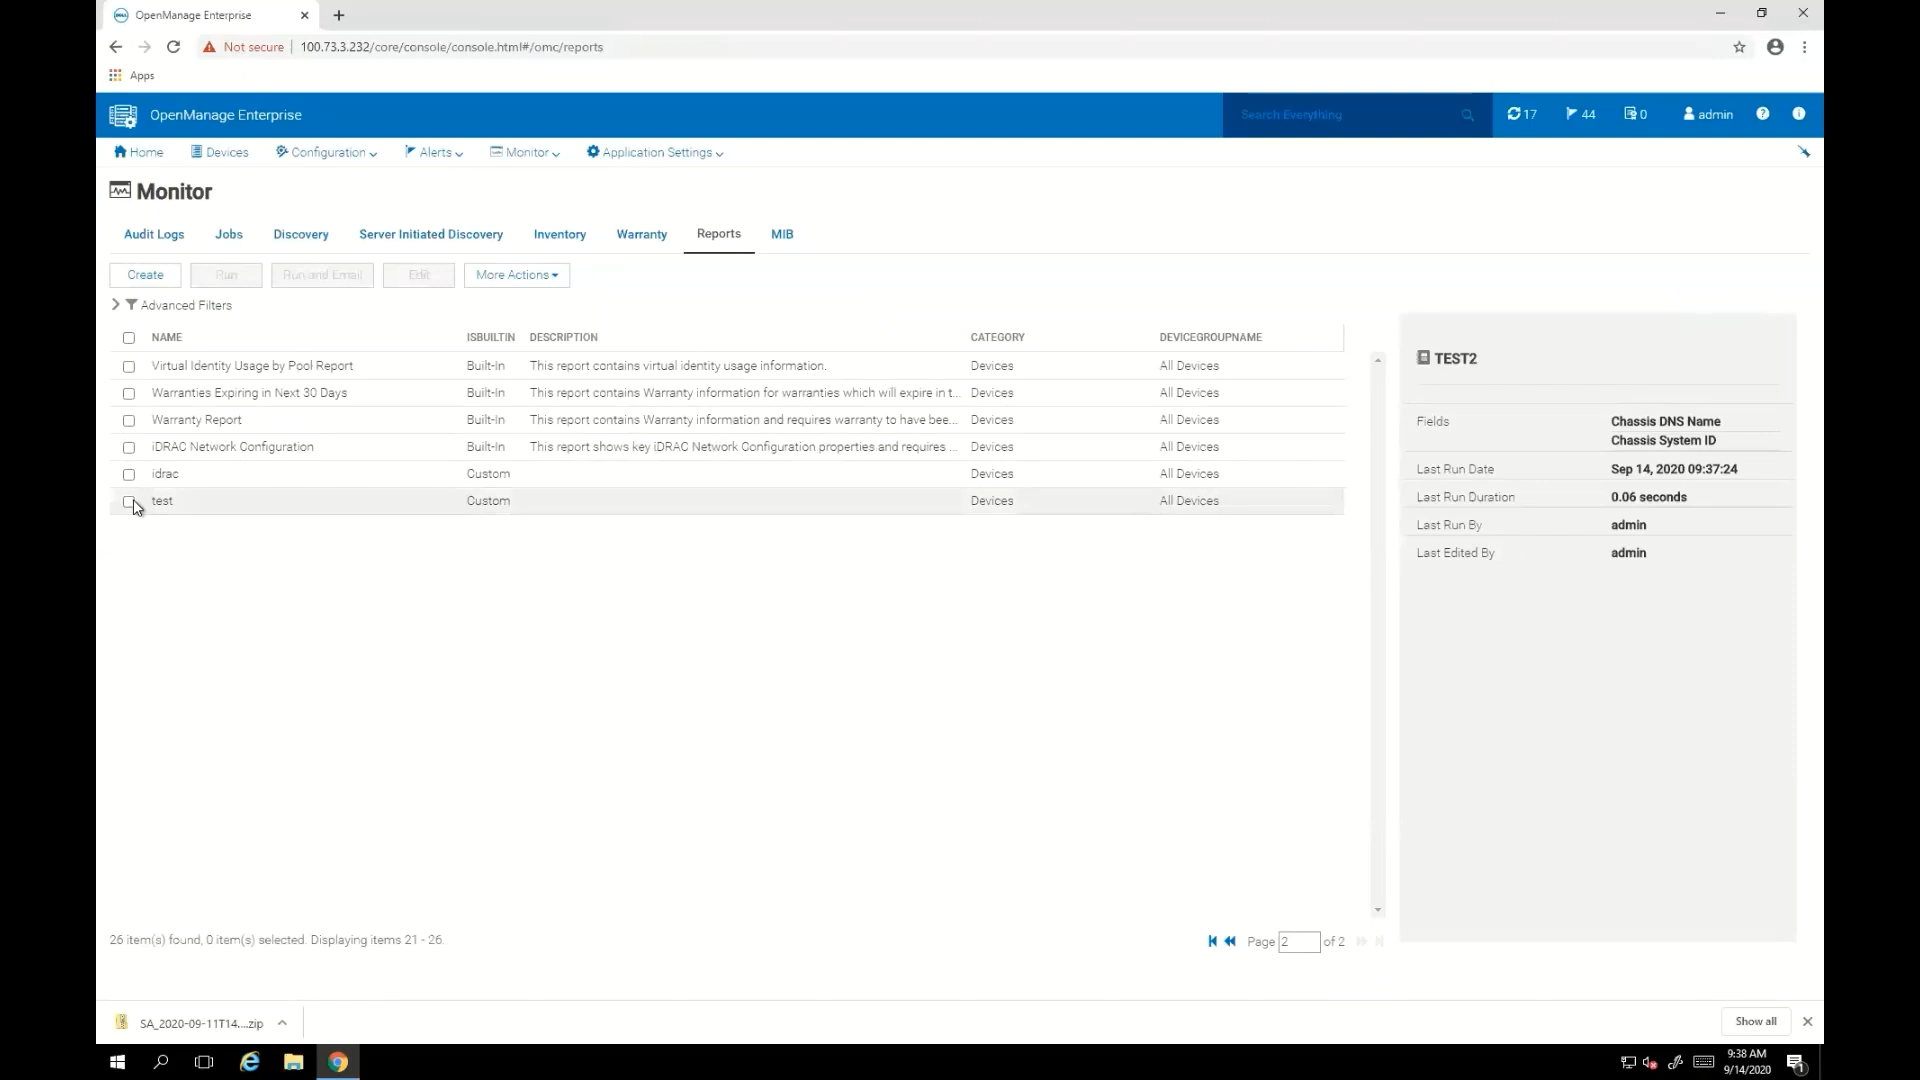 OpenManage Enterprise
Not secure | 100.73.3.232/core/console/console.html#/omc/reports
Apps
OpenManage Enterprise
Search Everything
17
44
0
admin
Home
Devices
Configuration
Alerts
Monitor
Application Settings
Monitor
Audit Logs
Jobs
Discovery
Server Initiated Discovery
Inventory
Warranty
Reports
MIB
Create
Run
Run and Email
Edit
More Actions
Advanced Filters
NAME ISBUILTIN DESCRIPTION CATEGORY DEVICEGROUPNAME
Virtual Identity Usage by Pool Report Built-In This report contains virtual identity usage information. Devices All Devices
Warranties Expiring in Next 30 Days Built-In This report contains Warranty information for warranties which will expire in t... Devices All Devices
Warranty Report Built-In This report contains Warranty information and requires warranty to have bee... Devices All Devices
iDRAC Network Configuration Built-In This report shows key iDRAC Network Configuration properties and requires ... Devices All Devices
idrac Custom Devices All Devices
test Custom Devices All Devices
TEST2
Fields Chassis DNS Name
Chassis System ID
Last Run Date Sep 14, 2020 09:37:24
Last Run Duration 0.06 seconds
Last Run By admin
Last Edited By admin
26 item(s) found, 0 item(s) selected. Displaying items 21 - 26.
Page 2 of 2
SA_2020-09-11T14....zip
Show all
9:38 AM
9/14/2020
1